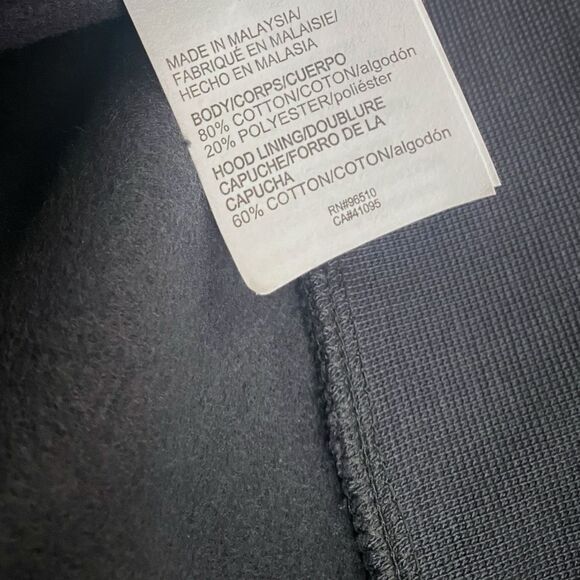 MADE IN MALAYSIA/
FABRIQUÉ EN MALAISIE/
HECHO EN MALASIA
BODY/CORPS/CUERPO
80% COTTON/COTON/algodón
20% POLYESTER/poliéster
HOOD LINING/DOUBLURE
CAPUCHE/FORRO DE LA
CAPUCHA
60% COTTON/COTON/algodón
RN#96510
CA#41095